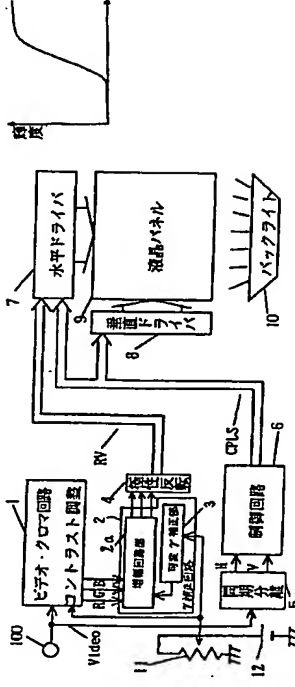 輝度
1
ビデオ・クロマ回路
コントラスト調整
100
Video
RGB
2
2a
増幅回路部
可変γ補正部
γ補正回路
3
4
極性反転
RV
7
水平ドライバ
9
液晶パネル
8
垂直ドライバ
10
バックライト
CPLS
6
制御回路
H
V
同期分離
5
11
12